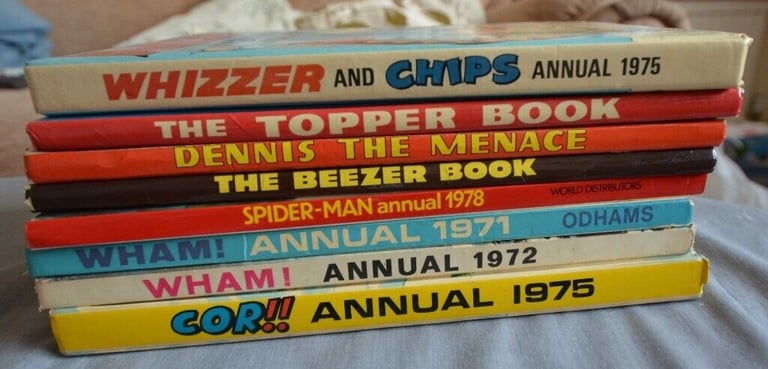 WHIZZER AND CHIPS ANNUAL 1975
THE TOPPER BOOK
DENNIS THE MENACE
THE BEEZER BOOK
SPIDER-MAN annual 1978 WORLD DISTRIBUTORS
WHAM! ANNUAL 1971 ODHAMS
WHAM! ANNUAL 1972
COR!! ANNUAL 1975